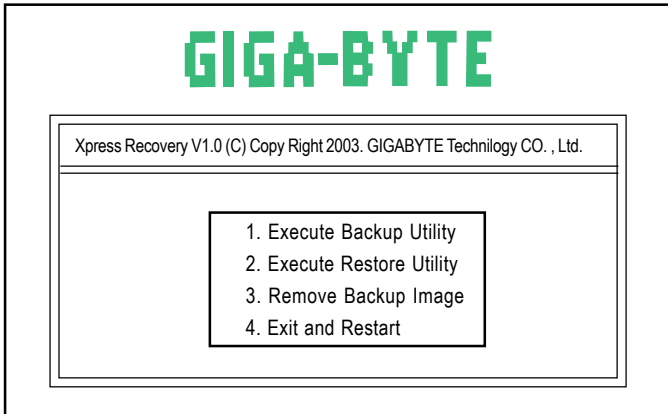 GIGA-BYTE
Xpress Recovery V1.0 (C) Copy Right 2003. GIGABYTE Technilogy CO. , Ltd.
1. Execute Backup Utility
2. Execute Restore Utility
3. Remove Backup Image
4. Exit and Restart